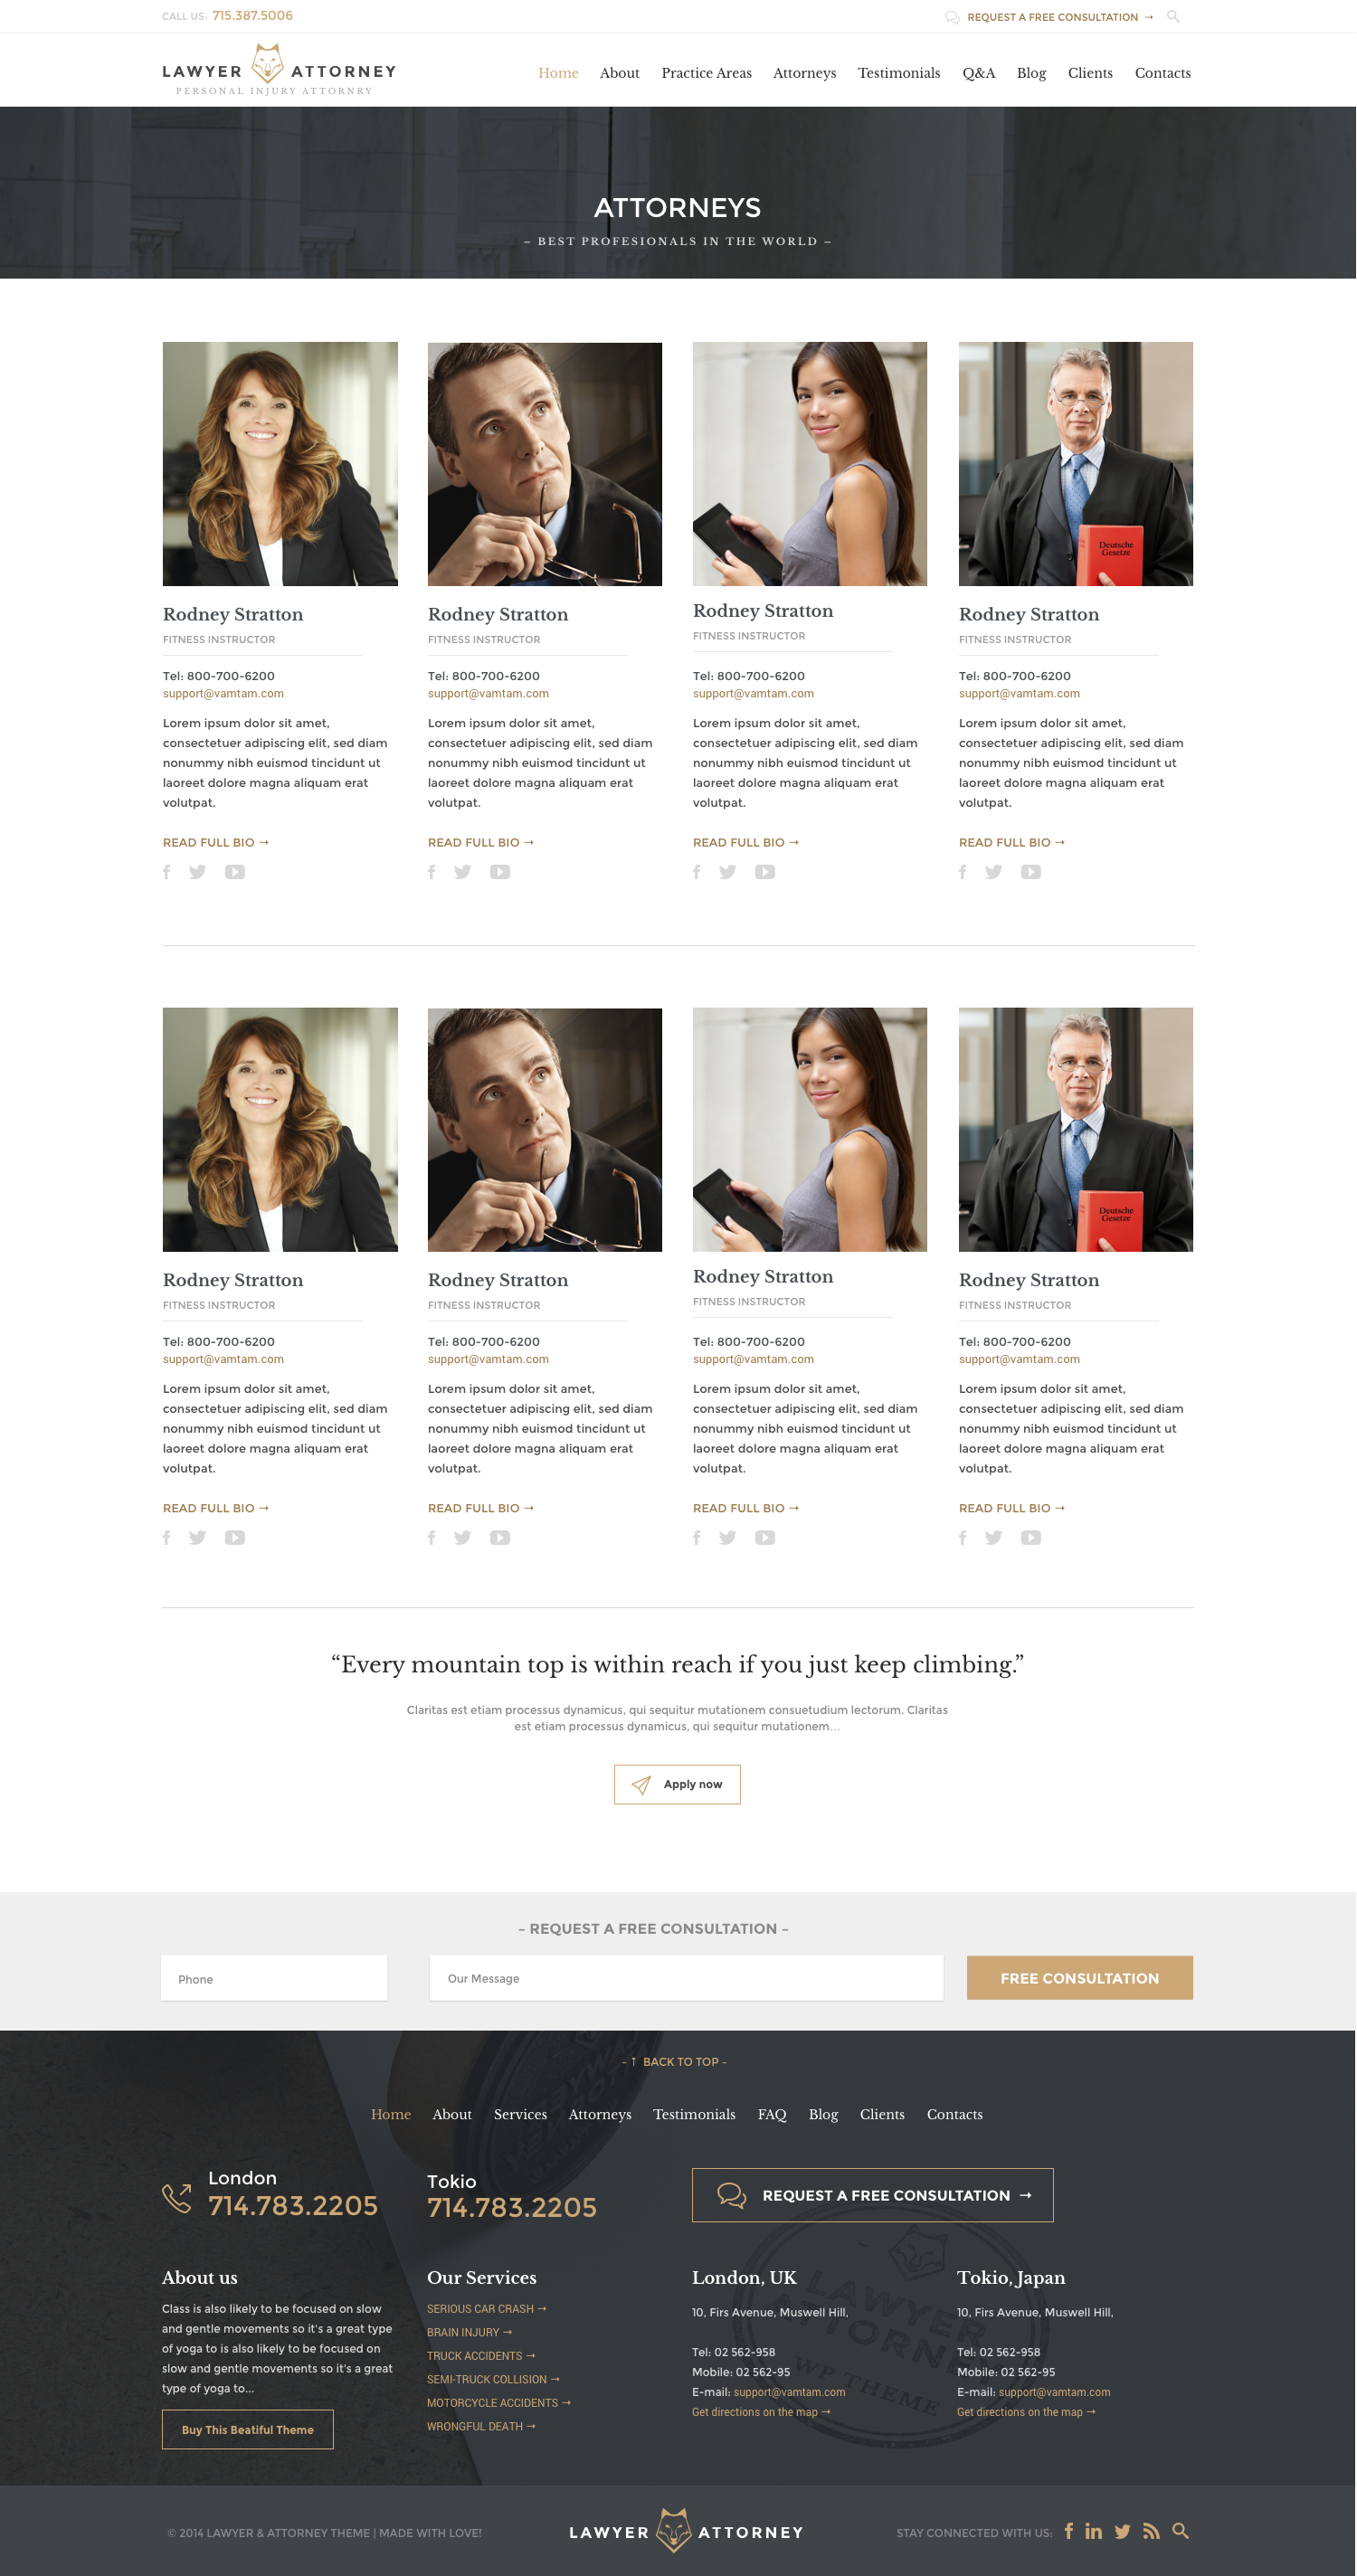 CALL US: 715.387.5006
REQUEST A FREE CONSULTATION →
LAWYER ATTORNEY
PERSONAL INJURY ATTORNRY
Home About Practice Areas Attorneys Testimonials Q&A Blog Clients Contacts
ATTORNEYS
– BEST PROFESIONALS IN THE WORLD –
Deutsche
Gesetze
Rodney Stratton Rodney Stratton Rodney Stratton Rodney Stratton
FITNESS INSTRUCTOR FITNESS INSTRUCTOR FITNESS INSTRUCTOR FITNESS INSTRUCTOR
Tel: 800-700-6200 Tel: 800-700-6200 Tel: 800-700-6200 Tel: 800-700-6200
support@vamtam.com support@vamtam.com support@vamtam.com support@vamtam.com
Lorem ipsum dolor sit amet, Lorem ipsum dolor sit amet, Lorem ipsum dolor sit amet, Lorem ipsum dolor sit amet,
consectetuer adipiscing elit, sed diam consectetuer adipiscing elit, sed diam consectetuer adipiscing elit, sed diam consectetuer adipiscing elit, sed diam
nonummy nibh euismod tincidunt ut nonummy nibh euismod tincidunt ut nonummy nibh euismod tincidunt ut nonummy nibh euismod tincidunt ut
laoreet dolore magna aliquam erat laoreet dolore magna aliquam erat laoreet dolore magna aliquam erat laoreet dolore magna aliquam erat
volutpat. volutpat. volutpat. volutpat.
READ FULL BIO → READ FULL BIO → READ FULL BIO → READ FULL BIO →
Deutsche
Gesetze
Rodney Stratton Rodney Stratton Rodney Stratton Rodney Stratton
FITNESS INSTRUCTOR FITNESS INSTRUCTOR FITNESS INSTRUCTOR FITNESS INSTRUCTOR
Tel: 800-700-6200 Tel: 800-700-6200 Tel: 800-700-6200 Tel: 800-700-6200
support@vamtam.com support@vamtam.com support@vamtam.com support@vamtam.com
Lorem ipsum dolor sit amet, Lorem ipsum dolor sit amet, Lorem ipsum dolor sit amet, Lorem ipsum dolor sit amet,
consectetuer adipiscing elit, sed diam consectetuer adipiscing elit, sed diam consectetuer adipiscing elit, sed diam consectetuer adipiscing elit, sed diam
nonummy nibh euismod tincidunt ut nonummy nibh euismod tincidunt ut nonummy nibh euismod tincidunt ut nonummy nibh euismod tincidunt ut
laoreet dolore magna aliquam erat laoreet dolore magna aliquam erat laoreet dolore magna aliquam erat laoreet dolore magna aliquam erat
volutpat. volutpat. volutpat. volutpat.
READ FULL BIO → READ FULL BIO → READ FULL BIO → READ FULL BIO →
“Every mountain top is within reach if you just keep climbing.”
Claritas est etiam processus dynamicus, qui sequitur mutationem consuetudium lectorum. Claritas
est etiam processus dynamicus, qui sequitur mutationem...
Apply now
– REQUEST A FREE CONSULTATION –
Phone Our Message FREE CONSULTATION
– ↑ BACK TO TOP –
Home About Services Attorneys Testimonials FAQ Blog Clients Contacts
London
714.783.2205
Tokio
714.783.2205
REQUEST A FREE CONSULTATION →
About us
Class is also likely to be focused on slow
and gentle movements so it's a great type
of yoga to is also likely to be focused on
slow and gentle movements so it's a great
type of yoga to...
Buy This Beatiful Theme
Our Services
SERIOUS CAR CRASH →
BRAIN INJURY →
TRUCK ACCIDENTS →
SEMI-TRUCK COLLISION →
MOTORCYCLE ACCIDENTS →
WRONGFUL DEATH →
London, UK
10, Firs Avenue, Muswell Hill,
Tel: 02 562-958
Mobile: 02 562-95
E-mail: support@vamtam.com
Get directions on the map →
Tokio, Japan
10, Firs Avenue, Muswell Hill,
Tel: 02 562-958
Mobile: 02 562-95
E-mail: support@vamtam.com
Get directions on the map →
LAWYER
ATTORNEY
WP THEME
© 2014 LAWYER & ATTORNEY THEME | MADE WITH LOVE!
LAWYER ATTORNEY
STAY CONNECTED WITH US: